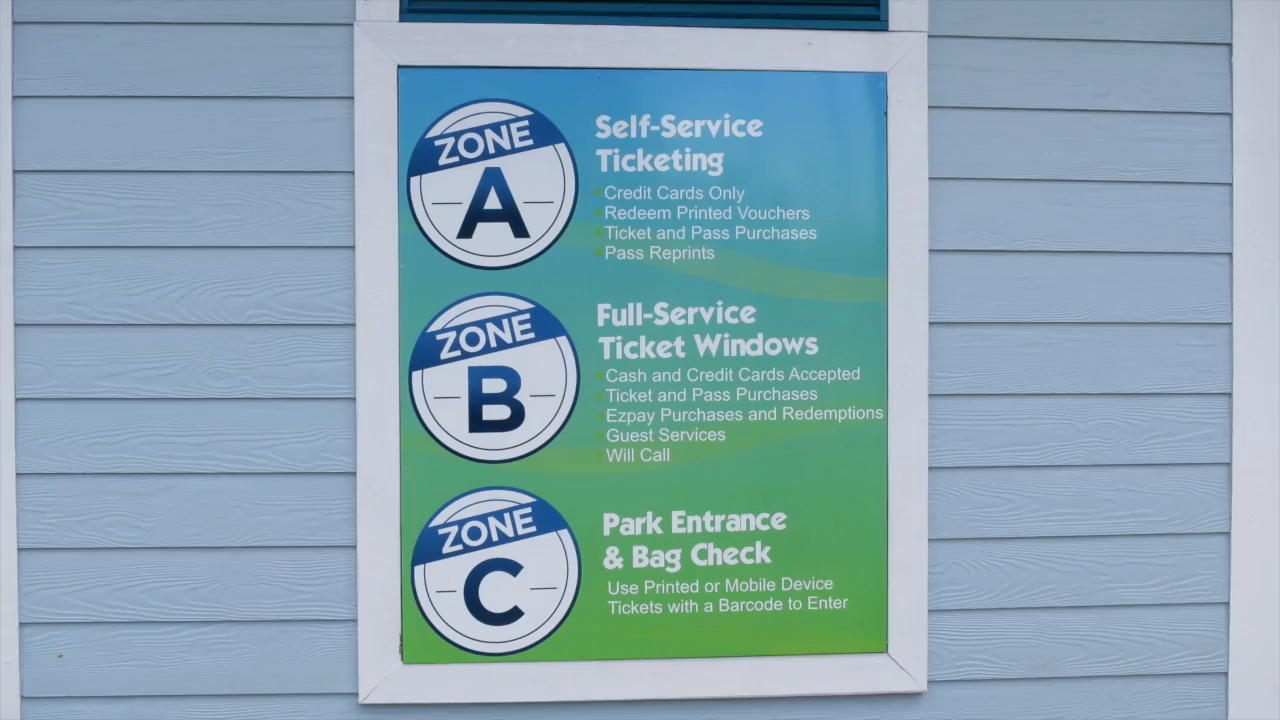 ZONE
A
Self-Service
Ticketing
Credit Cards Only
Redeem Printed Vouchers
Ticket and Pass Purchases
Pass Reprints
ZONE
B
Full-Service
Ticket Windows
Cash and Credit Cards Accepted
Ticket and Pass Purchases
Ezpay Purchases and Redemptions
Guest Services
Will Call
ZONE
C
Park Entrance
& Bag Check
Use Printed or Mobile Device
Tickets with a Barcode to Enter